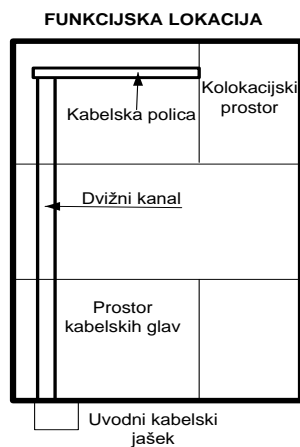 FUNKCIJSKA LOKACIJA
Kolokacijski
prostor
Kabelska polica
Dvižni kanal
Prostor
kabelskih glav
Uvodni kabelski
jašek